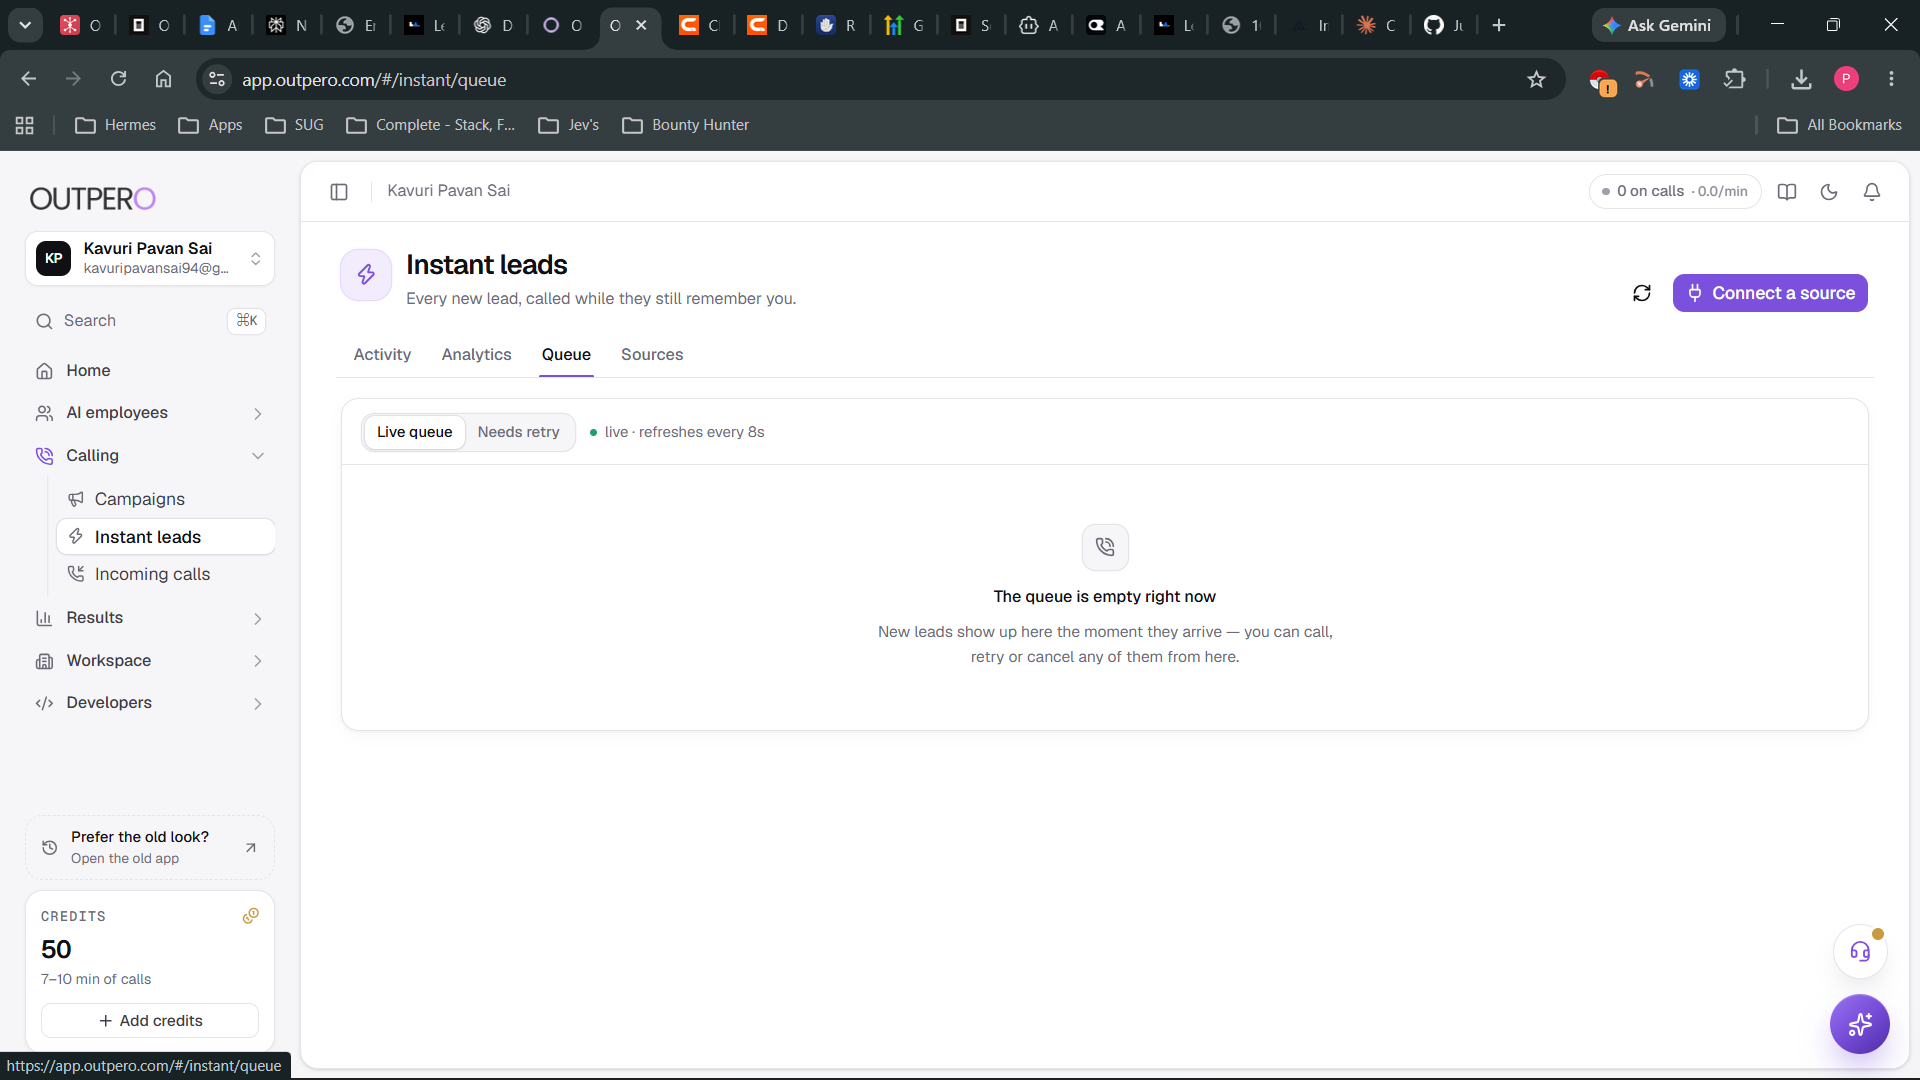 O
O
A
N
Er
Le
D
O
O
C
D
R
G
S
A
A
Le
1
In
C
Ju
Ask Gemini
app.outpero.com/#/instant/queue
Hermes
Apps
SUG
Complete - Stack, F...
Jev's
Bounty Hunter
All Bookmarks
OUTPERO
KP
Kavuri Pavan Sai
kavuripavansai94@g...
Search
⌘K
Home
AI employees
Calling
Campaigns
Instant leads
Incoming calls
Results
Workspace
Developers
Prefer the old look?
Open the old app
CREDITS
50
7–10 min of calls
+ Add credits
https://app.outpero.com/#/instant/queue
Kavuri Pavan Sai
0 on calls · 0.0/min
Instant leads
Every new lead, called while they still remember you.
Connect a source
Activity
Analytics
Queue
Sources
Live queue
Needs retry
live · refreshes every 8s
The queue is empty right now
New leads show up here the moment they arrive — you can call,
retry or cancel any of them from here.